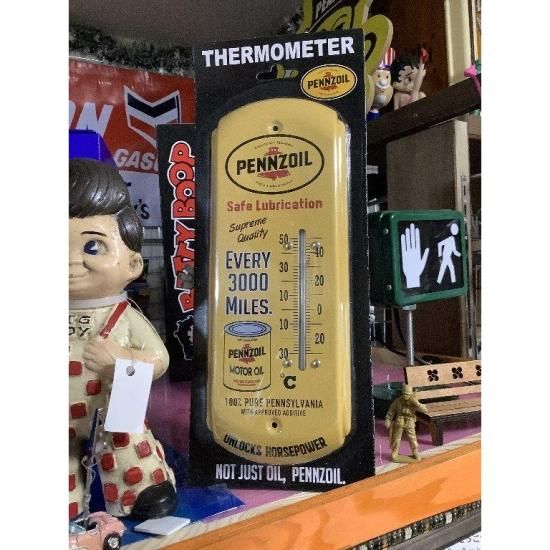 THERMOMETER
PENNZOIL
PENNZOIL
Safe Lubrication
Supreme
Quality
EVERY
3000
MILES.
50
40
30
20
10
0
10
20
30
°C
PENNZOIL
MOTOR OIL
100% PURE PENNSYLVANIA
WITH APPROVED ADDITIVE
UNLOCKS HORSEPOWER
NOT JUST OIL, PENNZOIL.
BETTY BOOP
ON
GAS